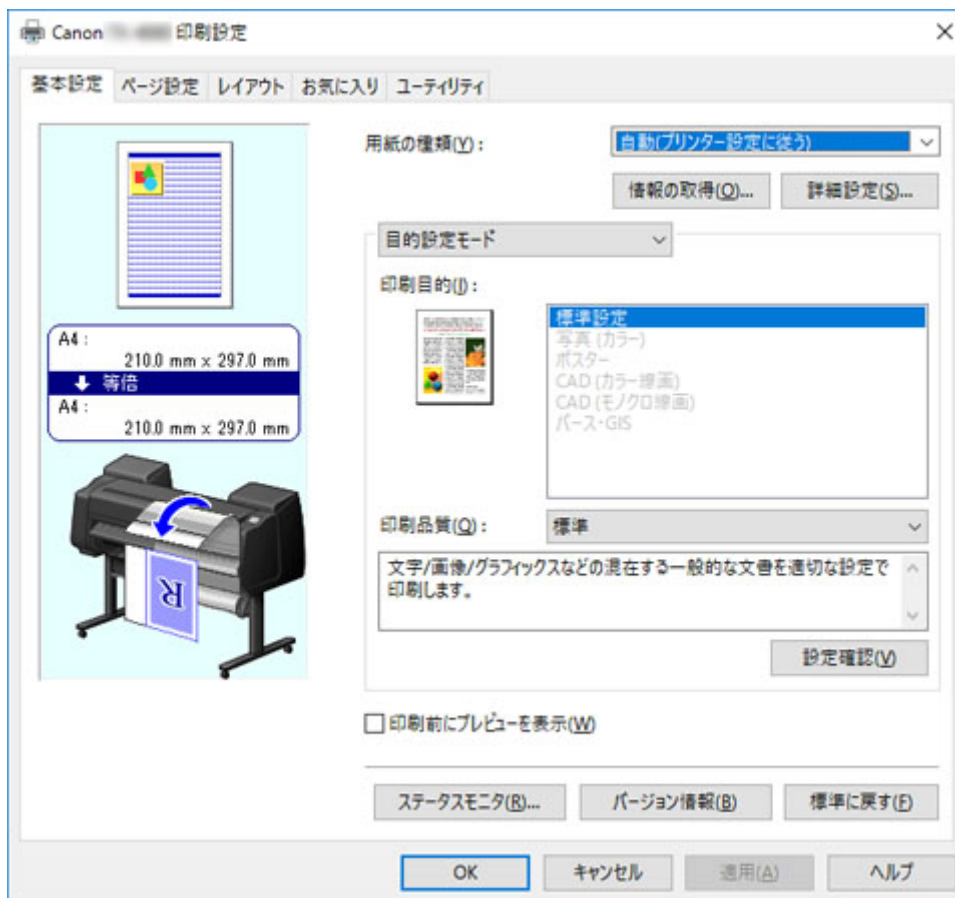 Canon 印刷設定
基本設定 ページ設定 レイアウト お気に入り ユーティリティ
用紙の種類(Y): 自動(プリンター設定に従う)
情報の取得(O)... 詳細設定(S)...
目的設定モード
印刷目的(I):
標準設定
写真 (カラー)
ポスター
CAD (カラー線画)
CAD (モノクロ線画)
パース・GIS
A4 :
210.0 mm x 297.0 mm
等倍
A4 :
210.0 mm x 297.0 mm
R
印刷品質(Q): 標準
文字/画像/グラフィックスなどの混在する一般的な文書を適切な設定で
印刷します。
設定確認(V)
印刷前にプレビューを表示(W)
ステータスモニタ(R)... バージョン情報(B) 標準に戻す(F)
OK キャンセル 適用(A) ヘルプ